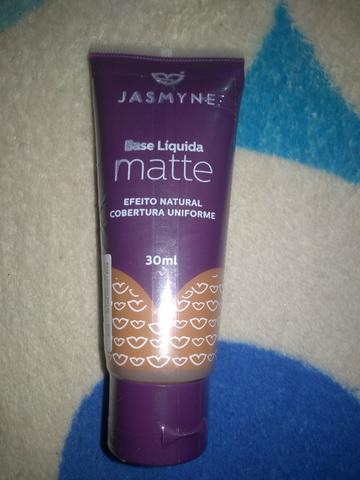 JASMYNE
Base Líquida
matte
EFEITO NATURAL
COBERTURA UNIFORME
30ml